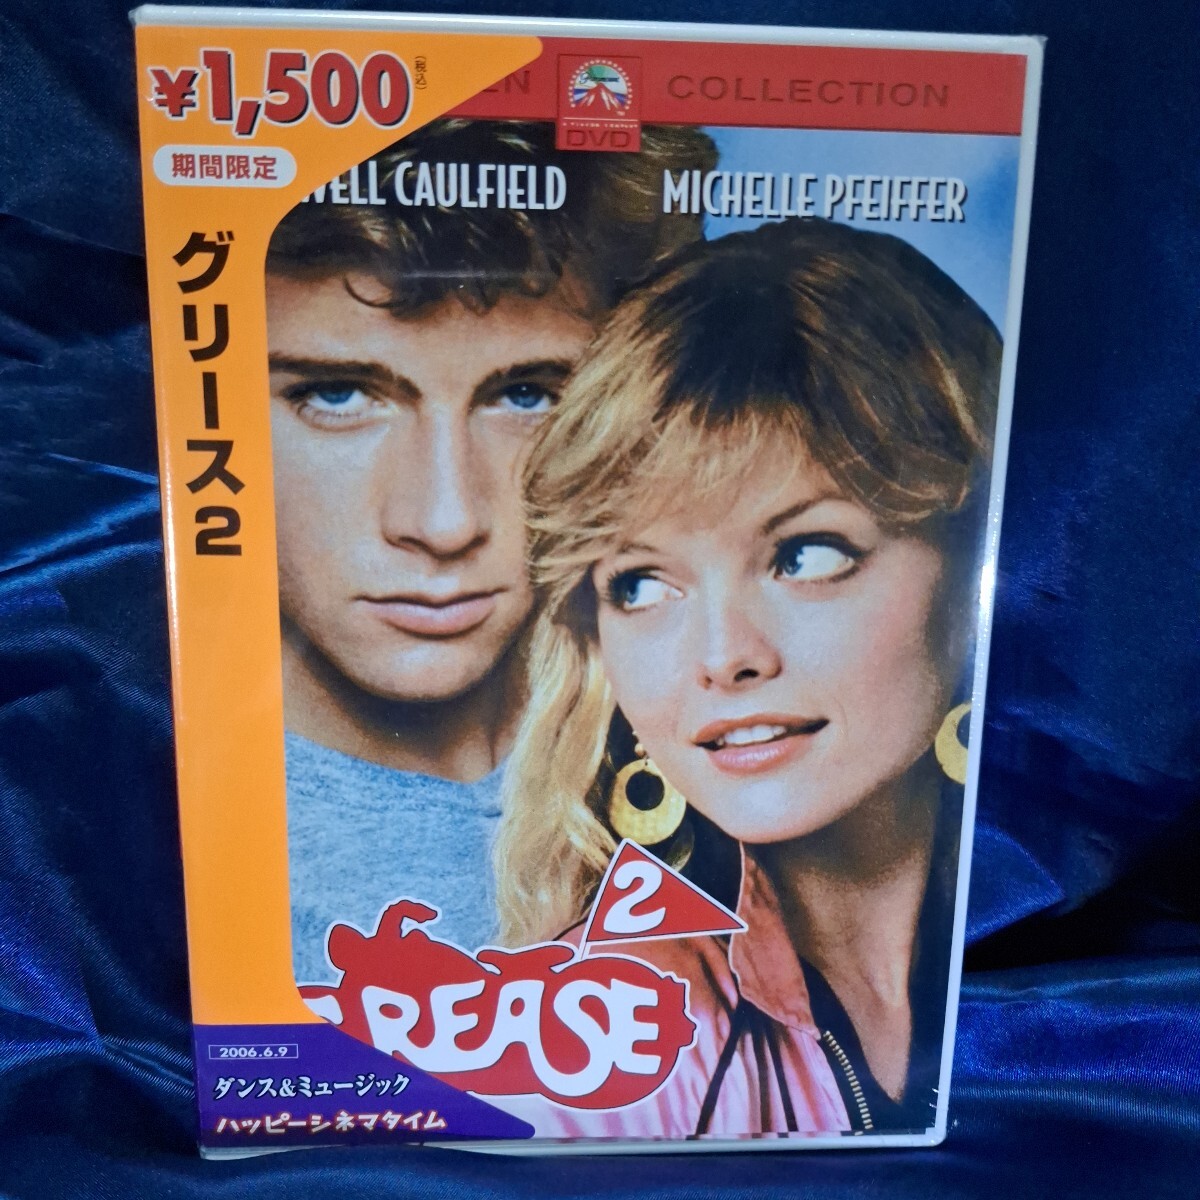 ¥1,500
(税込)
期間限定
グリース2
EN COLLECTION
DVD
WELL CAULFIELD
MICHELLE PFEIFFER
2
GREASE
2006.6.9
ダンス&ミュージック
ハッピーシネマタイム